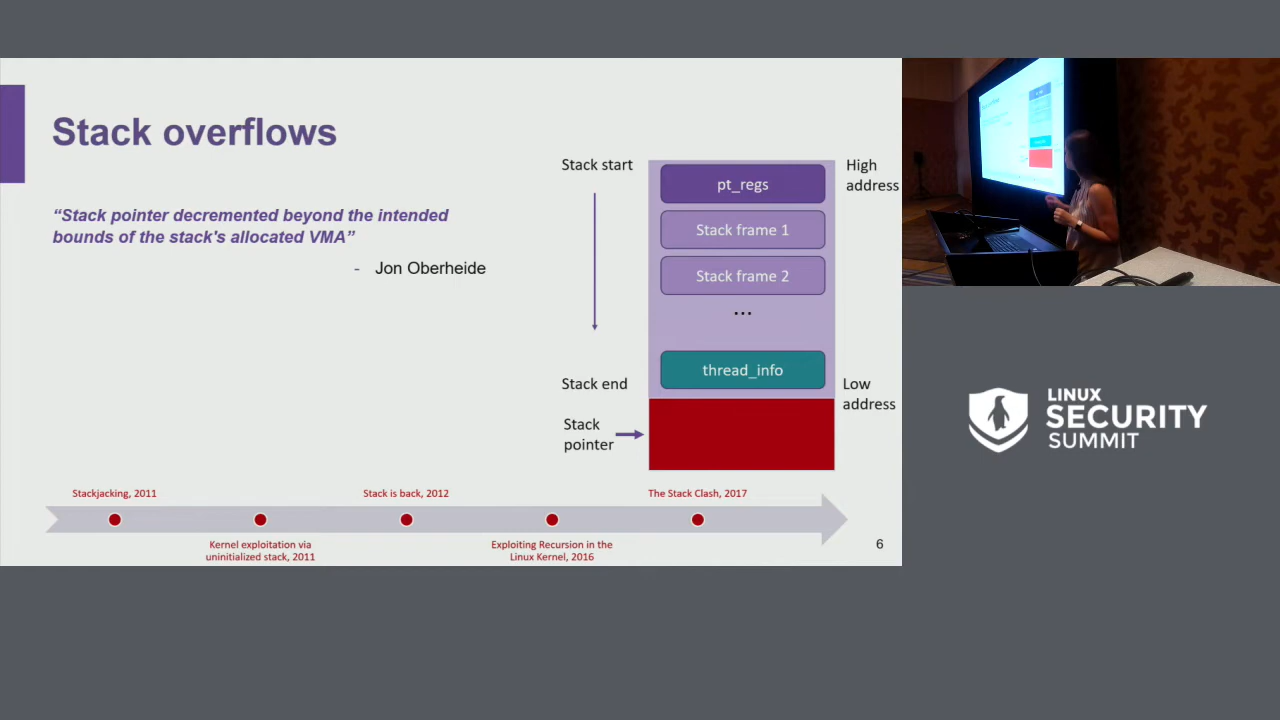 Stack overflows
“Stack pointer decremented beyond the intended
bounds of the stack's allocated VMA”
- Jon Oberheide
Stack start
pt_regs
High
address
Stack frame 1
Stack frame 2
...
thread_info
Stack end
Low
address
Stack
pointer
Stackjacking, 2011
Stack is back, 2012
The Stack Clash, 2017
Kernel exploitation via
uninitialized stack, 2011
Exploiting Recursion in the
Linux Kernel, 2016
6
LINUX
SECURITY
SUMMIT